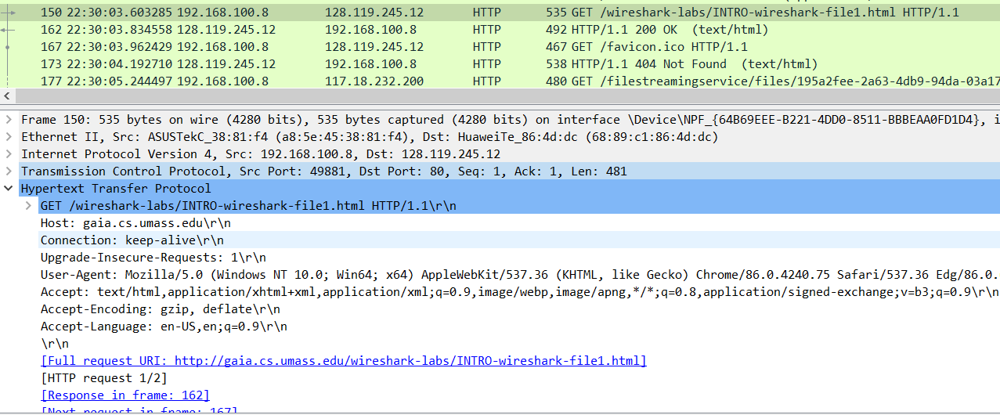 150 22:30:03.603285 192.168.100.8 128.119.245.12 HTTP 535 GET /wireshark-labs/INTRO-wireshark-file1.html HTTP/1.1
162 22:30:03.834558 128.119.245.12 192.168.100.8 HTTP 492 HTTP/1.1 200 OK (text/html)
167 22:30:03.962429 192.168.100.8 128.119.245.12 HTTP 467 GET /favicon.ico HTTP/1.1
173 22:30:04.192710 128.119.245.12 192.168.100.8 HTTP 538 HTTP/1.1 404 Not Found (text/html)
177 22:30:05.244497 192.168.100.8 117.18.232.200 HTTP 480 GET /filestreamingservice/files/195a2fee-2a63-4db9-94da-03a17
Frame 150: 535 bytes on wire (4280 bits), 535 bytes captured (4280 bits) on interface \Device\NPF_{64B69EEE-B221-4DD0-8511-BBBEAA0FD1D4}, i
Ethernet II, Src: ASUSTekC_38:81:f4 (a8:5e:45:38:81:f4), Dst: HuaweiTe_86:4d:dc (68:89:c1:86:4d:dc)
Internet Protocol Version 4, Src: 192.168.100.8, Dst: 128.119.245.12
Transmission Control Protocol, Src Port: 49881, Dst Port: 80, Seq: 1, Ack: 1, Len: 481
Hypertext Transfer Protocol
GET /wireshark-labs/INTRO-wireshark-file1.html HTTP/1.1\r\n
Host: gaia.cs.umass.edu\r\n
Connection: keep-alive\r\n
Upgrade-Insecure-Requests: 1\r\n
User-Agent: Mozilla/5.0 (Windows NT 10.0; Win64; x64) AppleWebKit/537.36 (KHTML, like Gecko) Chrome/86.0.4240.75 Safari/537.36 Edg/86.0.
Accept: text/html,application/xhtml+xml,application/xml;q=0.9,image/webp,image/apng,*/*;q=0.8,application/signed-exchange;v=b3;q=0.9\r\n
Accept-Encoding: gzip, deflate\r\n
Accept-Language: en-US,en;q=0.9\r\n
\r\n
[Full request URI: http://gaia.cs.umass.edu/wireshark-labs/INTRO-wireshark-file1.html]
[HTTP request 1/2]
[Response in frame: 162]
[Next request in frame: 167]